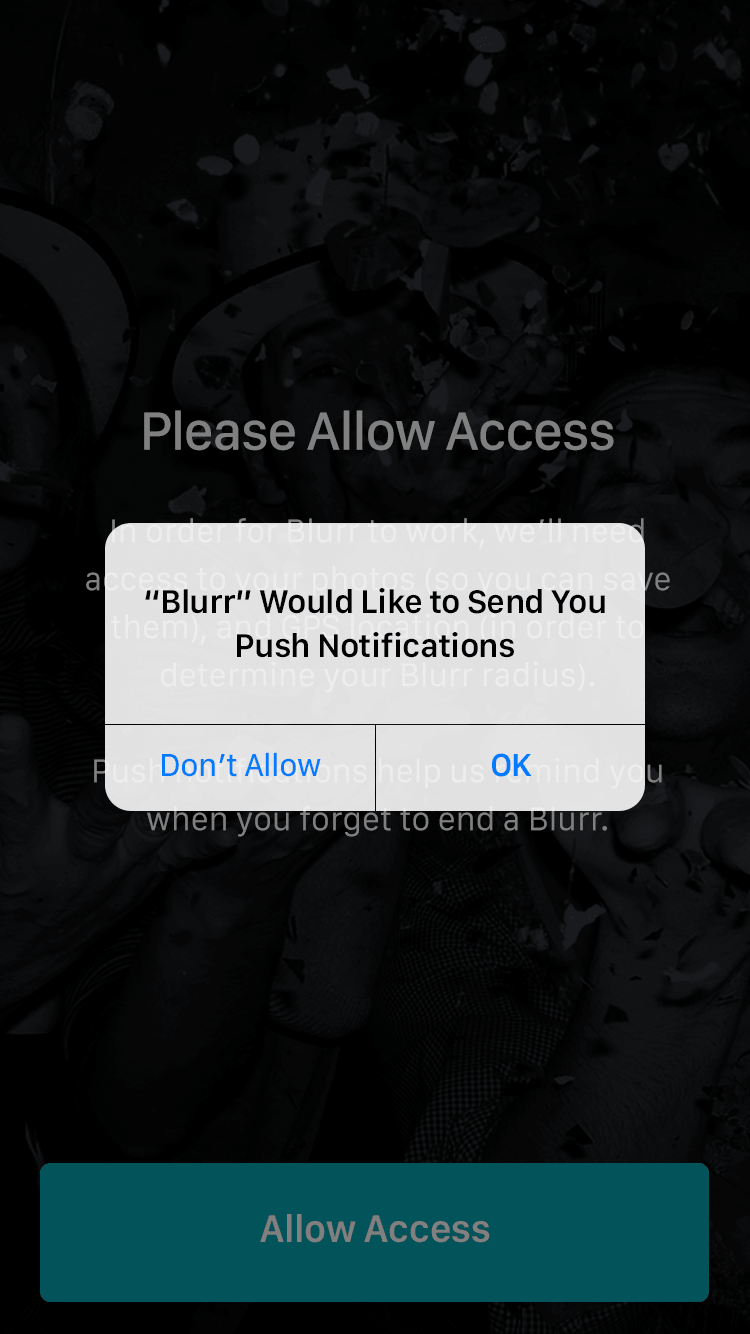 Please Allow Access
In order for Blurr to work, we’ll need
access to your photos (so you can save
them), and GPS location (in order to
determine your Blurr radius).
“Blurr” Would Like to Send You
Push Notifications
Don’t Allow
OK
Push notifications help us remind you
when you forget to end a Blurr.
Allow Access